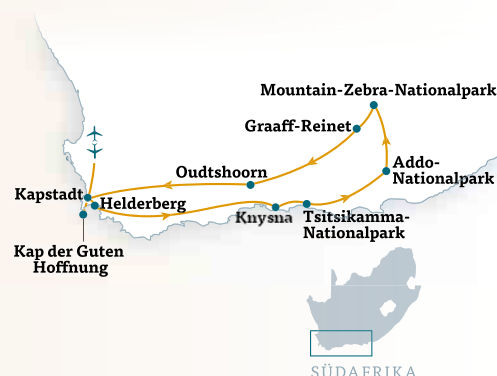 Mountain-Zebra-Nationalpark
Graaff-Reinet
Addo-
Nationalpark
Oudtshoorn
Kapstadt
Helderberg
Knysna
Tsitsikamma-
Nationalpark
Kap der Guten
Hoffnung
SÜDAFRIKA